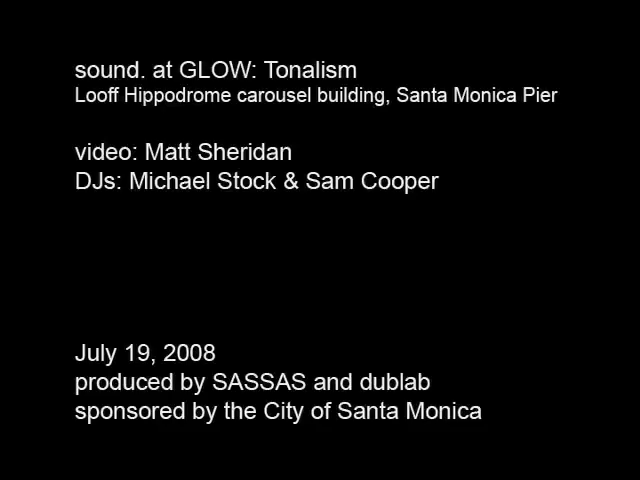 sound. at GLOW: Tonalism
Looff Hippodrome carousel building, Santa Monica Pier
video: Matt Sheridan
DJs: Michael Stock & Sam Cooper
July 19, 2008
produced by SASSAS and dublab
sponsored by the City of Santa Monica